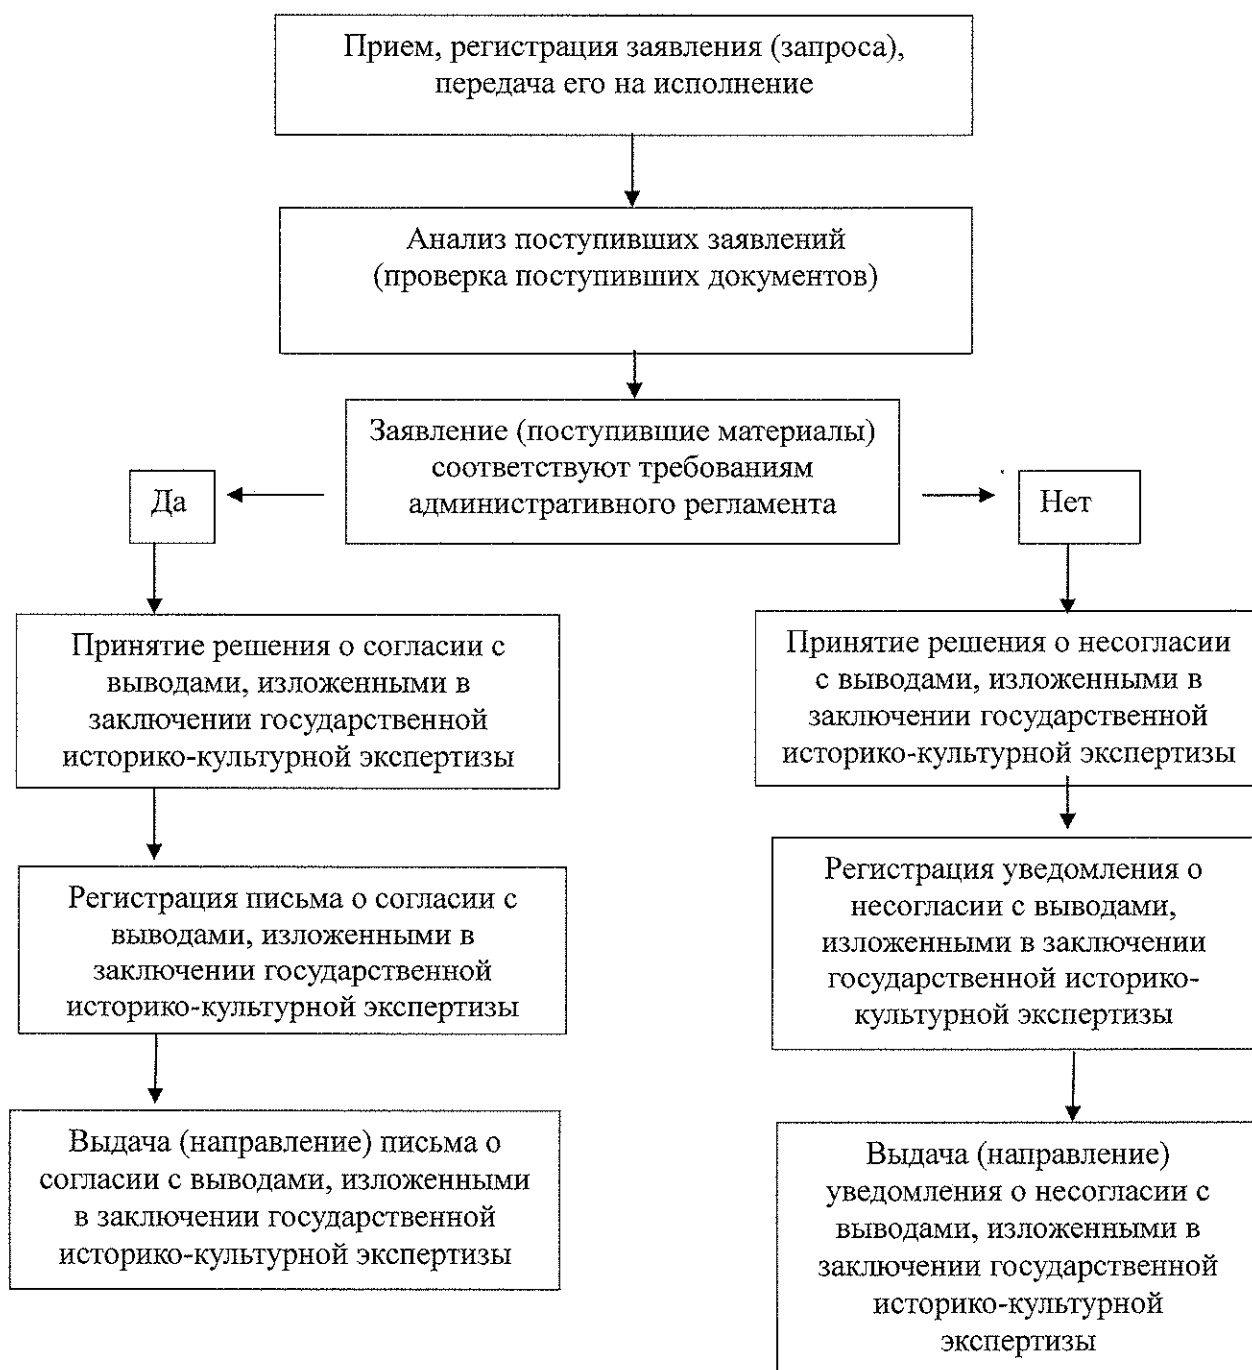 Прием, регистрация заявления (запроса),
передача его на исполнение
Анализ поступивших заявлений
(проверка поступивших документов)
Заявление (поступившие материалы)
соответствуют требованиям
административного регламента
Да
Нет
Принятие решения о согласии с
выводами, изложенными в
заключении государственной
историко-культурной экспертизы
Принятие решения о несогласии
с выводами, изложенными в
заключении государственной
историко-культурной экспертизы
Регистрация письма о согласии с
выводами, изложенными в
заключении государственной
историко-культурной экспертизы
Регистрация уведомления о
несогласии с выводами,
изложенными в заключении
государственной историко-
культурной экспертизы
Выдача (направление) письма о
согласии с выводами, изложенными
в заключении государственной
историко-культурной экспертизы
Выдача (направление)
уведомления о несогласии с
выводами, изложенными в
заключении государственной
историко-культурной
экспертизы